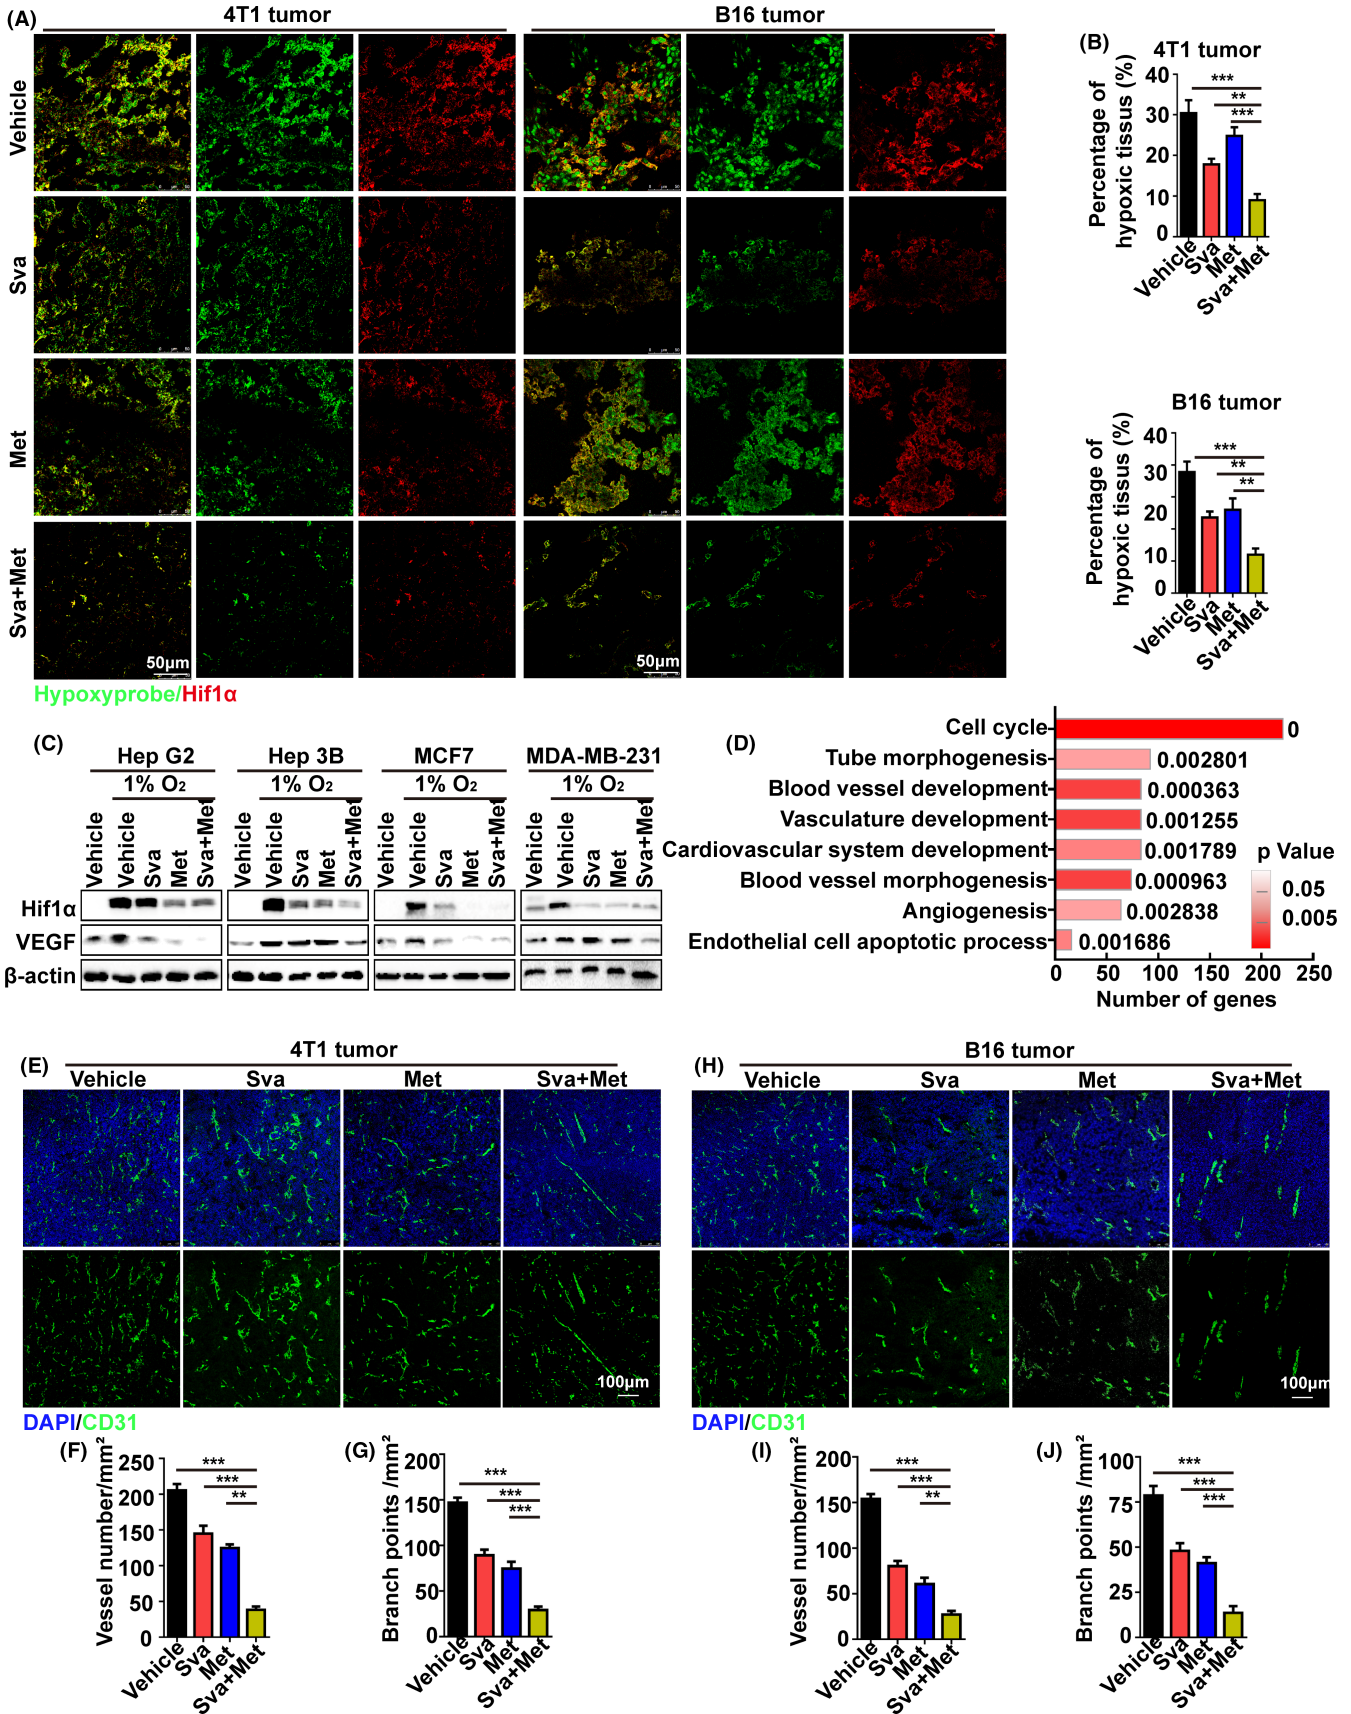 (A)
4T1 tumor
B16 tumor
Vehicle
Sva
Met
Sva+Met
50μm
50μm
Hypoxyprobe/Hif1α
(B)
4T1 tumor
Percentage of
hypoxic tissus (%)
40
30
20
10
0
***
**
***
Vehicle
Sva
Met
Sva+Met
B16 tumor
Percentage of
hypoxic tissus (%)
40
30
20
10
0
***
**
**
Vehicle
Sva
Met
Sva+Met
(C)
Hep G2
Hep 3B
MCF7
MDA-MB-231
1% O2
1% O2
1% O2
1% O2
Vehicle Vehicle Sva Met Sva+Met
Vehicle Vehicle Sva Met Sva+Met
Vehicle Vehicle Sva Met Sva+Met
Vehicle Vehicle Sva Met Sva+Met
Hif1α
VEGF
β-actin
(D)
Cell cycle 0
Tube morphogenesis 0.002801
Blood vessel development 0.000363
Vasculature development 0.001255
Cardiovascular system development 0.001789
Blood vessel morphogenesis 0.000963
Angiogenesis 0.002838
Endothelial cell apoptotic process 0.001686
p Value
0.05
0.005
0 50 100 150 200 250
Number of genes
(E)
4T1 tumor
Vehicle Sva Met Sva+Met
100μm
DAPI/CD31
(H)
B16 tumor
Vehicle Sva Met Sva+Met
100μm
DAPI/CD31
(F)
Vessel number/mm²
250
200
150
100
50
0
***
***
**
Vehicle
Sva
Met
Sva+Met
(G)
Branch points /mm²
200
150
100
50
0
***
***
***
Vehicle
Sva
Met
Sva+Met
(I)
Vessel number/mm²
200
150
100
50
0
***
***
**
Vehicle
Sva
Met
Sva+Met
(J)
Branch points /mm²
100
75
50
25
0
***
***
***
Vehicle
Sva
Met
Sva+Met